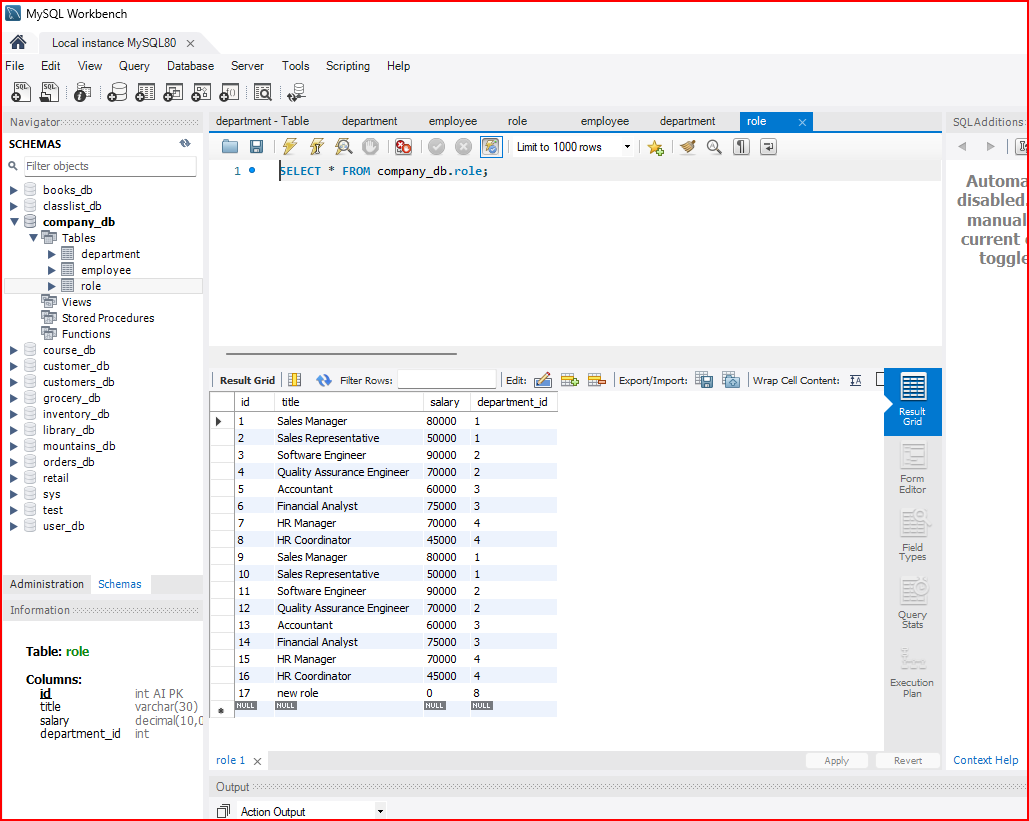 MySQL Workbench
Local instance MySQL80
File Edit View Query Database Server Tools Scripting Help
Navigator
SCHEMAS
Filter objects
books_db
classlist_db
company_db
Tables
department
employee
role
Views
Stored Procedures
Functions
course_db
customer_db
customers_db
grocery_db
inventory_db
library_db
mountains_db
orders_db
retail
sys
test
user_db
Administration Schemas
Information
Table: role
Columns:
id int AI PK
title varchar(30)
salary decimal(10,0
department_id int
department - Table department employee role employee department role
Limit to 1000 rows
1 SELECT * FROM company_db.role;
Result Grid Filter Rows: Edit: Export/Import: Wrap Cell Content:
id title salary department_id
1 Sales Manager 80000 1
2 Sales Representative 50000 1
3 Software Engineer 90000 2
4 Quality Assurance Engineer 70000 2
5 Accountant 60000 3
6 Financial Analyst 75000 3
7 HR Manager 70000 4
8 HR Coordinator 45000 4
9 Sales Manager 80000 1
10 Sales Representative 50000 1
11 Software Engineer 90000 2
12 Quality Assurance Engineer 70000 2
13 Accountant 60000 3
14 Financial Analyst 75000 3
15 HR Manager 70000 4
16 HR Coordinator 45000 4
17 new role 0 8
NULL NULL NULL NULL
Result
Grid
Form
Editor
Field
Types
Query
Stats
Execution
Plan
role 1
Apply Revert
Output
Action Output
SQLAdditions:
Automa
disabled.
manual
current
toggle
Context Help